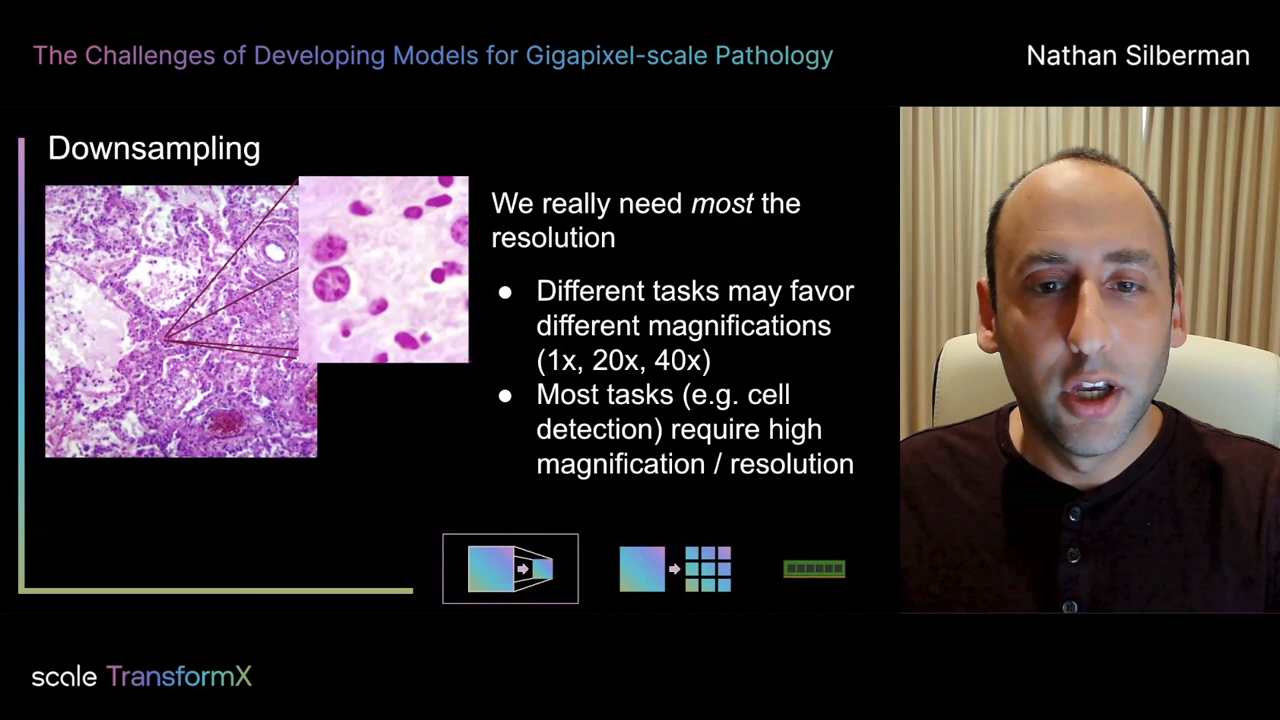 The Challenges of Developing Models for Gigapixel-scale Pathology
Nathan Silberman
Downsampling
We really need most the
resolution
● Different tasks may favor
different magnifications
(1x, 20x, 40x)
● Most tasks (e.g. cell
detection) require high
magnification / resolution
scale TransformX